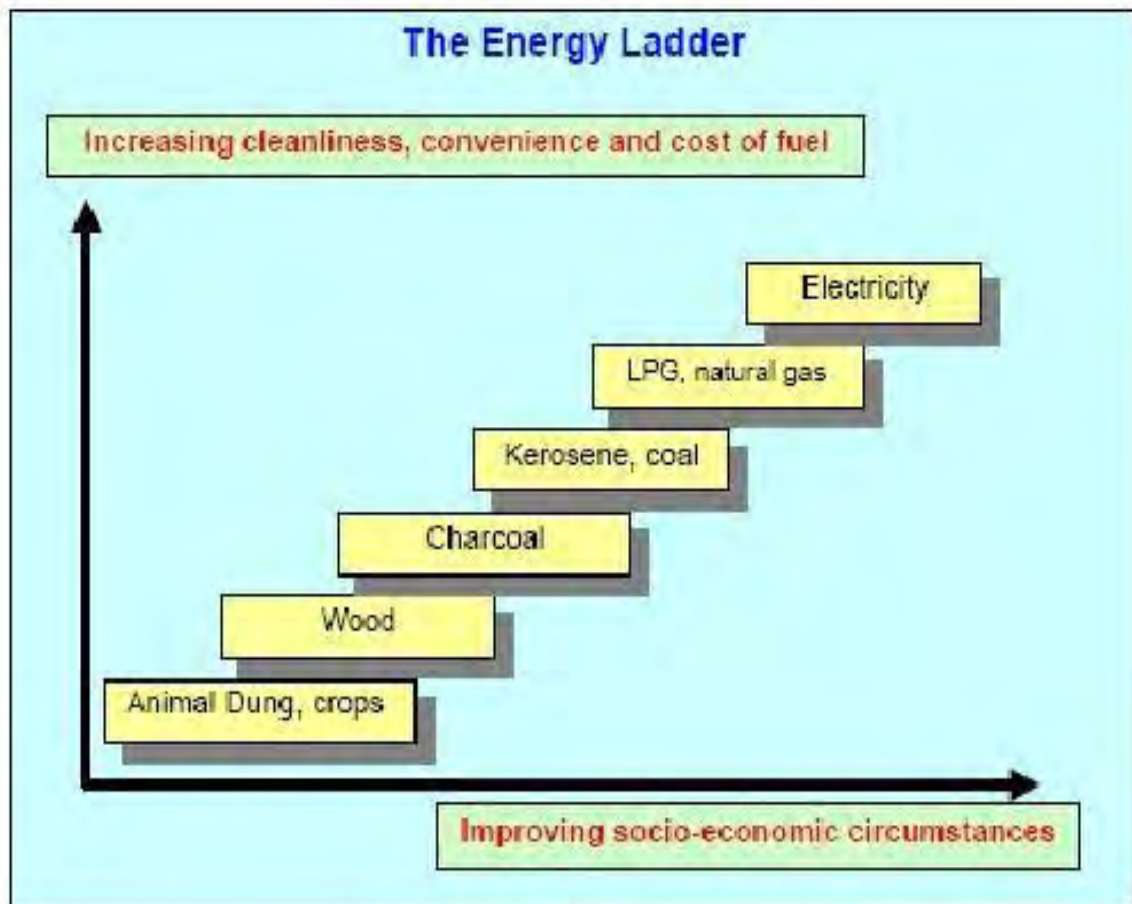 The Energy Ladder
Increasing cleanliness, convenience and cost of fuel
Electricity
LPG, natural gas
Kerosene, coal
Charcoal
Wood
Animal Dung, crops
Improving socio-economic circumstances